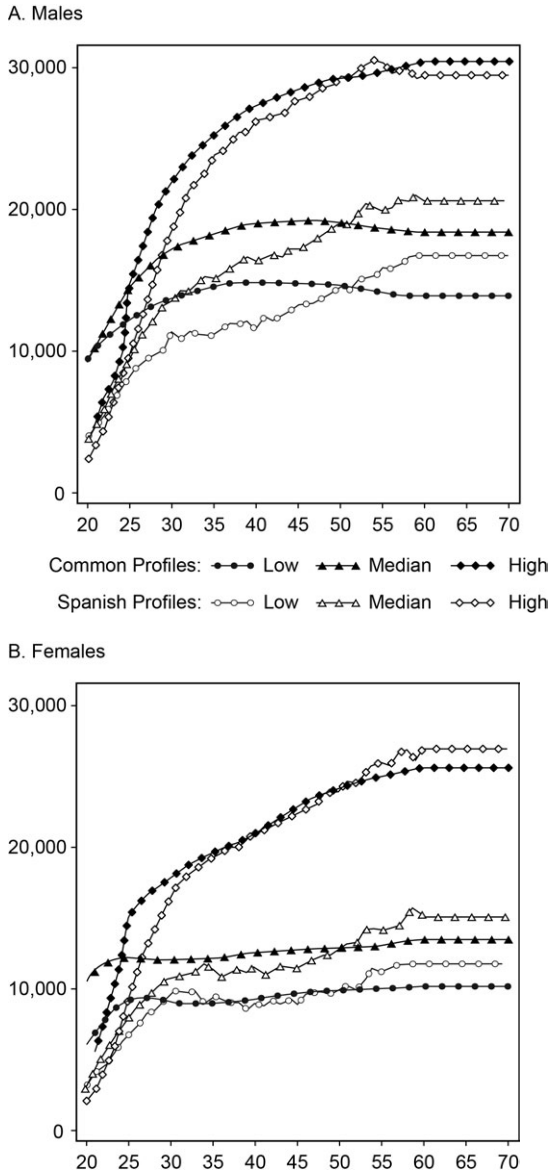 A. Males
30,000
20,000
10,000
0
20 25 30 35 40 45 50 55 60 65 70
Common Profiles: Low Median High
Spanish Profiles: Low Median High
B. Females
30,000
20,000
10,000
0
20 25 30 35 40 45 50 55 60 65 70